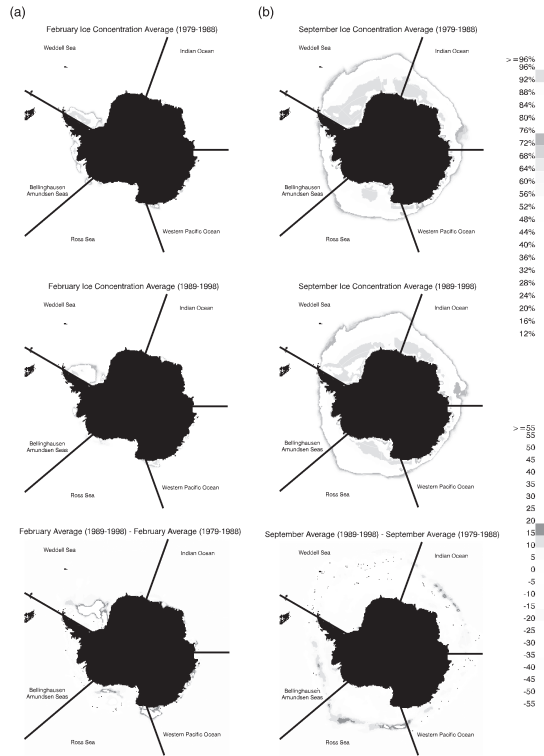 (a)
(b)
February Ice Concentration Average (1979-1988)
Weddell Sea
Indian Ocean
Bellinghausen
Amundsen Seas
Ross Sea
Western Pacific Ocean
September Ice Concentration Average (1979-1988)
Weddell Sea
Indian Ocean
Bellinghausen
Amundsen Seas
Ross Sea
Western Pacific Ocean
>=96%
96%
92%
88%
84%
80%
76%
72%
68%
64%
60%
56%
52%
48%
44%
40%
36%
32%
28%
24%
20%
16%
12%
February Ice Concentration Average (1989-1998)
Weddell Sea
Indian Ocean
Bellinghausen
Amundsen Seas
Ross Sea
Western Pacific Ocean
September Ice Concentration Average (1989-1998)
Weddell Sea
Indian Ocean
Bellinghausen
Amundsen Seas
Ross Sea
Western Pacific Ocean
>=55
55
50
45
40
35
30
25
20
15
10
5
0
-5
-10
-15
-20
-25
-30
-35
-40
-45
-50
-55
February Average (1989-1998) - February Average (1979-1988)
Weddell Sea
Indian Ocean
Bellinghausen
Amundsen Seas
Ross Sea
Western Pacific Ocean
September Average (1989-1998) - September Average (1979-1988)
Weddell Sea
Indian Ocean
Bellinghausen
Amundsen Seas
Ross Sea
Western Pacific Ocean